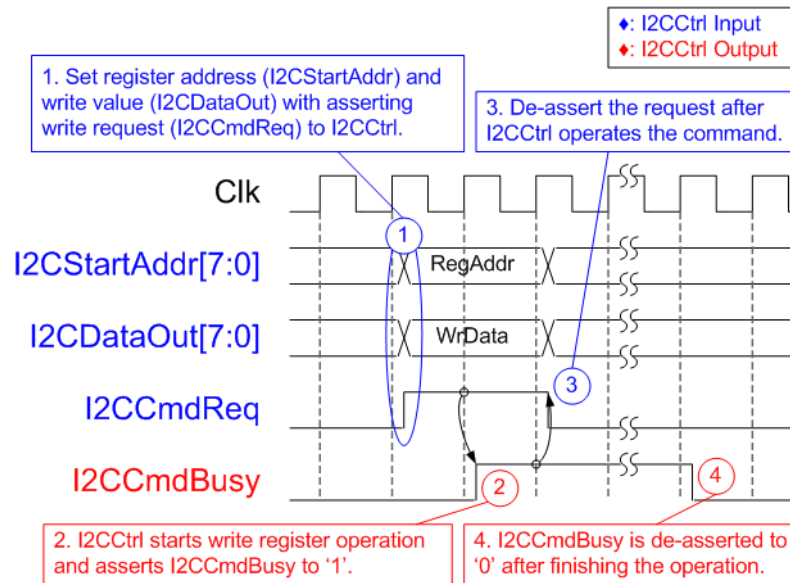 ♦: I2CCtrl Input
♦: I2CCtrl Output
1. Set register address (I2CStartAddr) and
write value (I2CDataOut) with asserting
write request (I2CCmdReq) to I2CCtrl.
3. De-assert the request after
I2CCtrl operates the command.
Clk
1
I2CStartAddr[7:0]
RegAddr
I2CDataOut[7:0]
WrData
I2CCmdReq
3
I2CCmdBusy
2
4
2. I2CCtrl starts write register operation
and asserts I2CCmdBusy to ‘1’.
4. I2CCmdBusy is de-asserted to
‘0’ after finishing the operation.